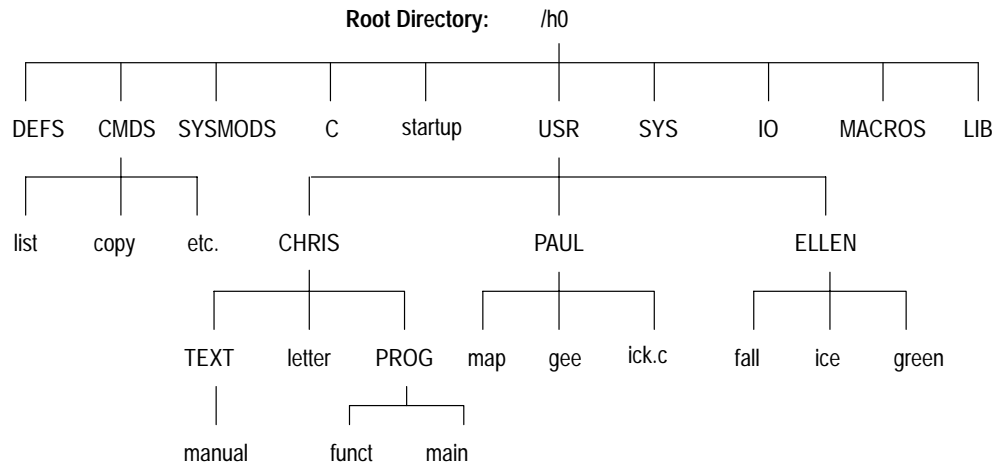 Root Directory: /h0
DEFS CMDS SYSMODS C startup USR SYS IO MACROS LIB
list copy etc. CHRIS PAUL ELLEN
TEXT letter PROG map gee ick.c fall ice green
manual funct main